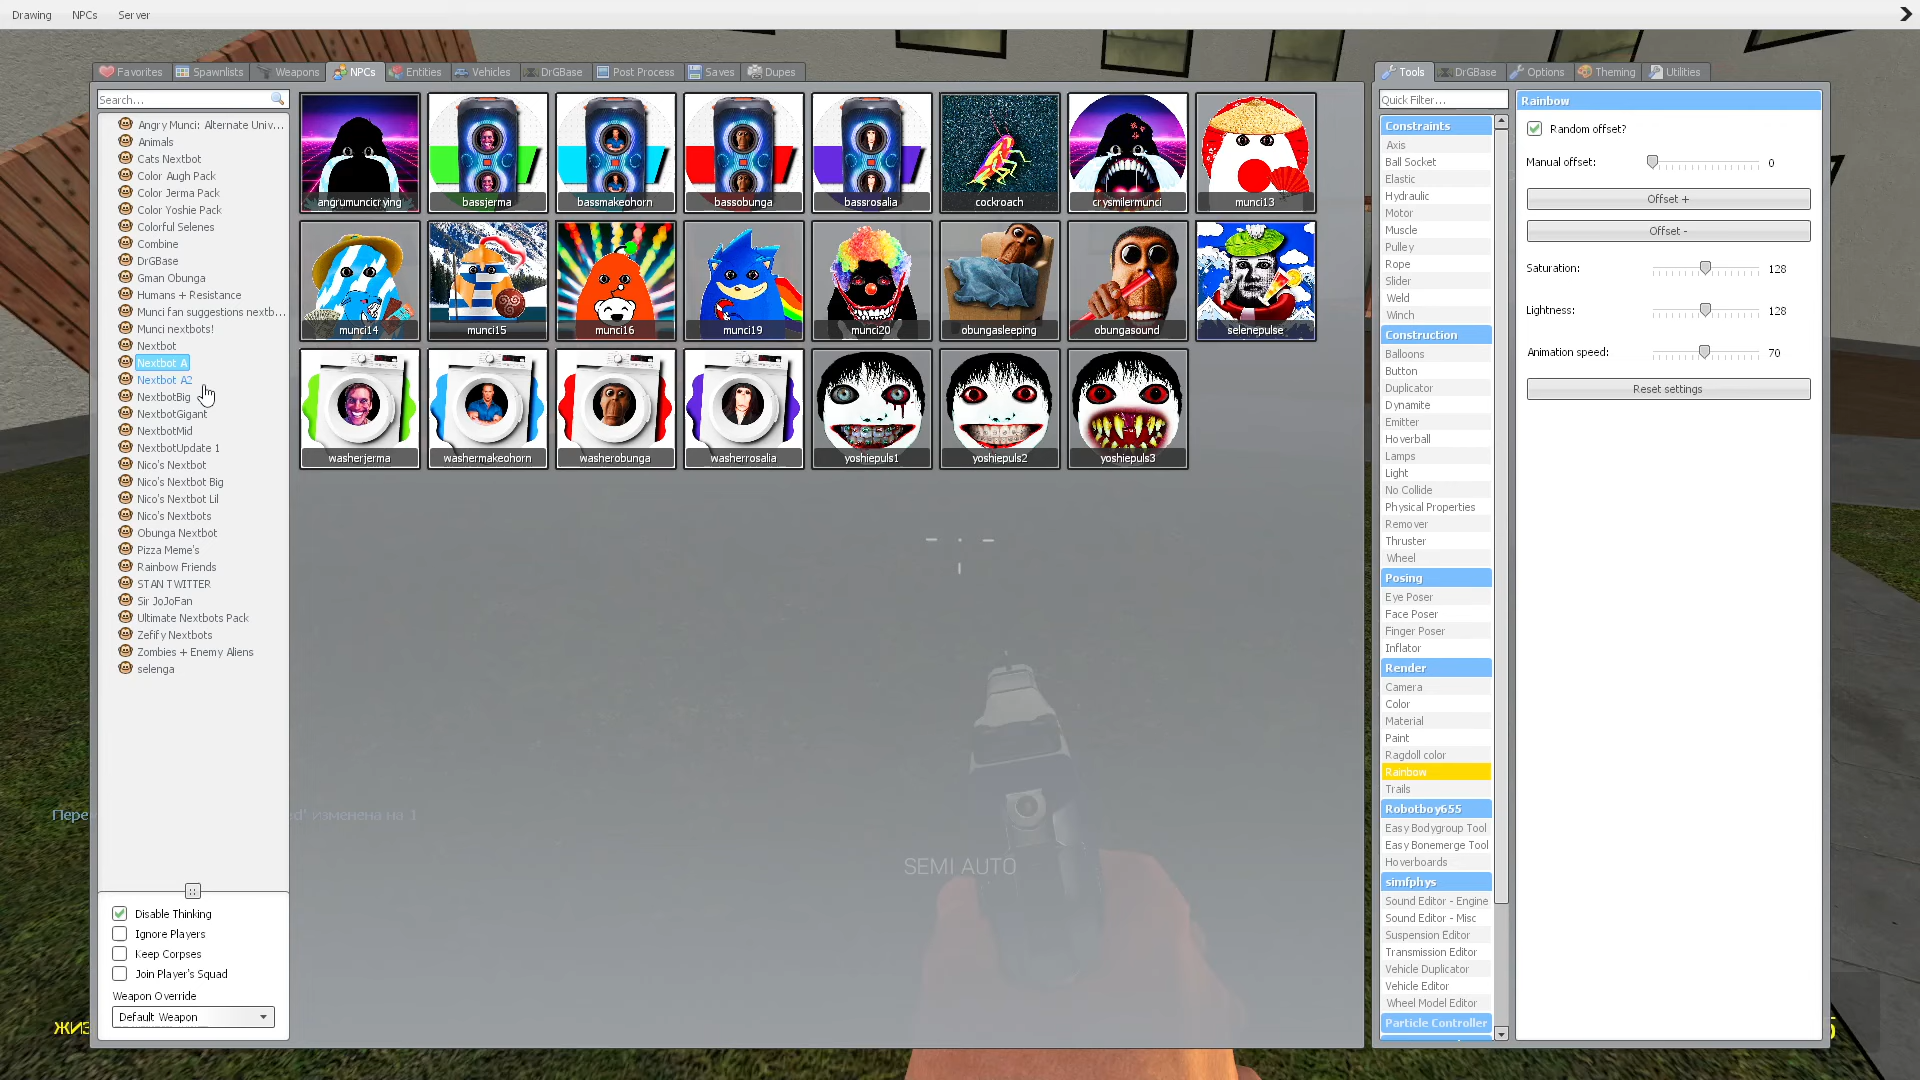 Drawing NPCs Server
Favorites Spawnlists Weapons NPCs Entities Vehicles DrGBase Post Process Saves Dupes
Search...
Angry Munci: Alternate Univ...
Animals
Cats Nextbot
Color Augh Pack
Color Jerma Pack
Color Yoshie Pack
Colorful Selenes
Combine
DrGBase
Gman Obunga
Humans + Resistance
Munci fan suggestions nextb...
Munci nextbots!
Nextbot
Nextbot A
Nextbot A2
NextbotBig
NextbotGigant
NextbotMid
NextbotUpdate 1
Nico's Nextbot
Nico's Nextbot Big
Nico's Nextbot Lil
Nico's Nextbots
Obunga Nextbot
Pizza Meme's
Rainbow Friends
STAN TWITTER
Sir JoJoFan
Ultimate Nextbots Pack
Zefify Nextbots
Zombies + Enemy Aliens
selenga
Disable Thinking
Ignore Players
Keep Corpses
Join Player's Squad
Weapon Override
Default Weapon
angrumuncicrying bassjerma bassmakeohorn bassobunga bassrosalia cockroach crysmilermunci munci13
munci14 munci15 munci16 munci19 munci20 obungasleeping obungasound selenepulse
washerjerma washermakeohorn washerobunga washerrosalia yoshiepuls1 yoshiepuls2 yoshiepuls3
изменена на 1
SEMI AUTO
Tools DrGBase Options Theming Utilities
Quick Filter...
Constraints
Axis
Ball Socket
Elastic
Hydraulic
Motor
Muscle
Pulley
Rope
Slider
Weld
Winch
Construction
Balloons
Button
Duplicator
Dynamite
Emitter
Hoverball
Lamps
Light
No Collide
Physical Properties
Remover
Thruster
Wheel
Posing
Eye Poser
Face Poser
Finger Poser
Inflator
Render
Camera
Color
Material
Paint
Ragdoll color
Rainbow
Trails
Robotboy655
Easy Bodygroup Tool
Easy Bonemerge Tool
Hoverboards
simfphys
Sound Editor - Engine
Sound Editor - Misc
Suspension Editor
Transmission Editor
Vehicle Duplicator
Vehicle Editor
Wheel Model Editor
Particle Controller
Rainbow
Random offset?
Manual offset: 0
Offset +
Offset -
Saturation: 128
Lightness: 128
Animation speed: 70
Reset settings